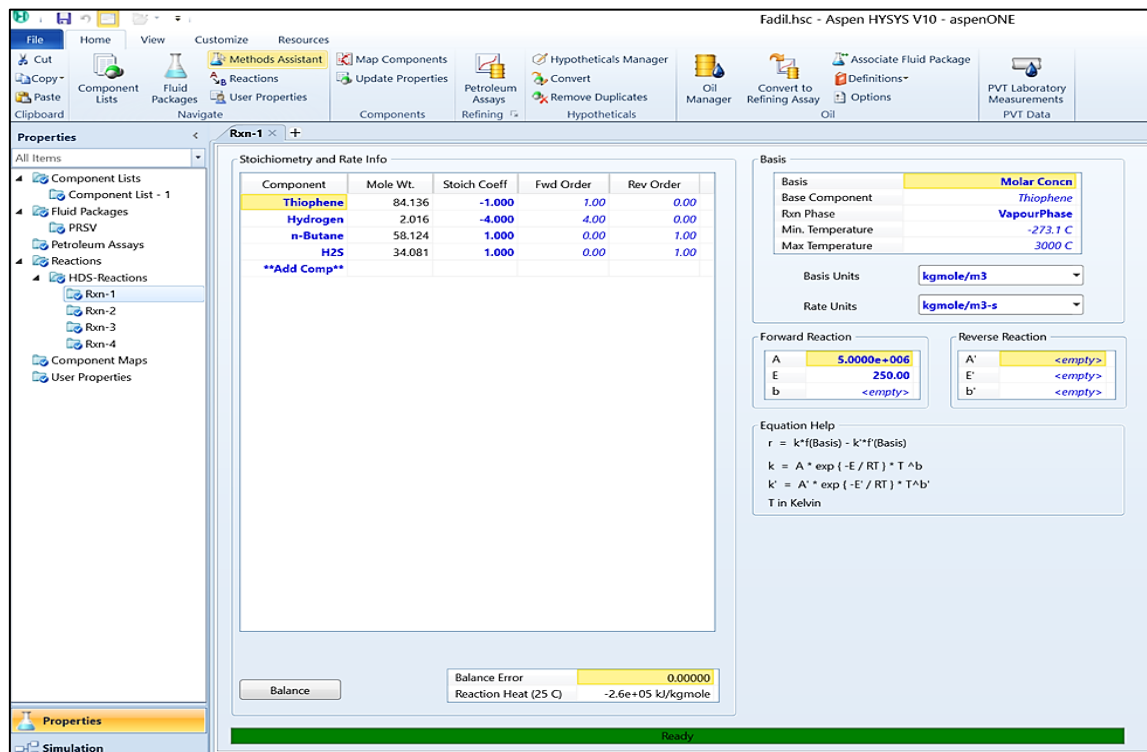 Fadil.hsc - Aspen HYSYS V10 - aspenONE
File Home View Customize Resources
Cut
Copy
Paste
Clipboard
Component Lists
Fluid Packages
Methods Assistant
Reactions
User Properties
Navigate
Map Components
Update Properties
Components
Petroleum Assays
Refining
Hypotheticals Manager
Convert
Remove Duplicates
Hypotheticals
Oil Manager
Convert to Refining Assay
Associate Fluid Package
Definitions
Options
Oil
PVT Laboratory Measurements
PVT Data
Properties <
All Items
Component Lists
Component List - 1
Fluid Packages
PRSV
Petroleum Assays
Reactions
HDS-Reactions
Rxn-1
Rxn-2
Rxn-3
Rxn-4
Component Maps
User Properties
Properties
Simulation
Rxn-1 × +
Stoichiometry and Rate Info
Component Mole Wt. Stoich Coeff Fwd Order Rev Order
Thiophene 84.136 -1.000 1.00 0.00
Hydrogen 2.016 -4.000 4.00 0.00
n-Butane 58.124 1.000 0.00 1.00
H2S 34.081 1.000 0.00 1.00
**Add Comp**
Balance
Balance Error 0.00000
Reaction Heat (25 C) -2.6e+05 kJ/kgmole
Basis
Basis Molar Concn
Base Component Thiophene
Rxn Phase VapourPhase
Min. Temperature -273.1 C
Max Temperature 3000 C
Basis Units kgmole/m3
Rate Units kgmole/m3-s
Forward Reaction
A 5.0000e+006
E 250.00
b <empty>
Reverse Reaction
A' <empty>
E' <empty>
b' <empty>
Equation Help
r = k*f(Basis) - k'*f'(Basis)
k = A * exp { -E / RT } * T ^b
k' = A' * exp { -E' / RT } * T^b'
T in Kelvin
Ready